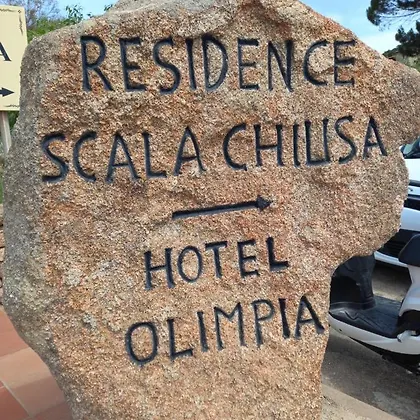 A
RESIDENCE
SCALA CHIUSA
→
HOTEL
OLIMPIA